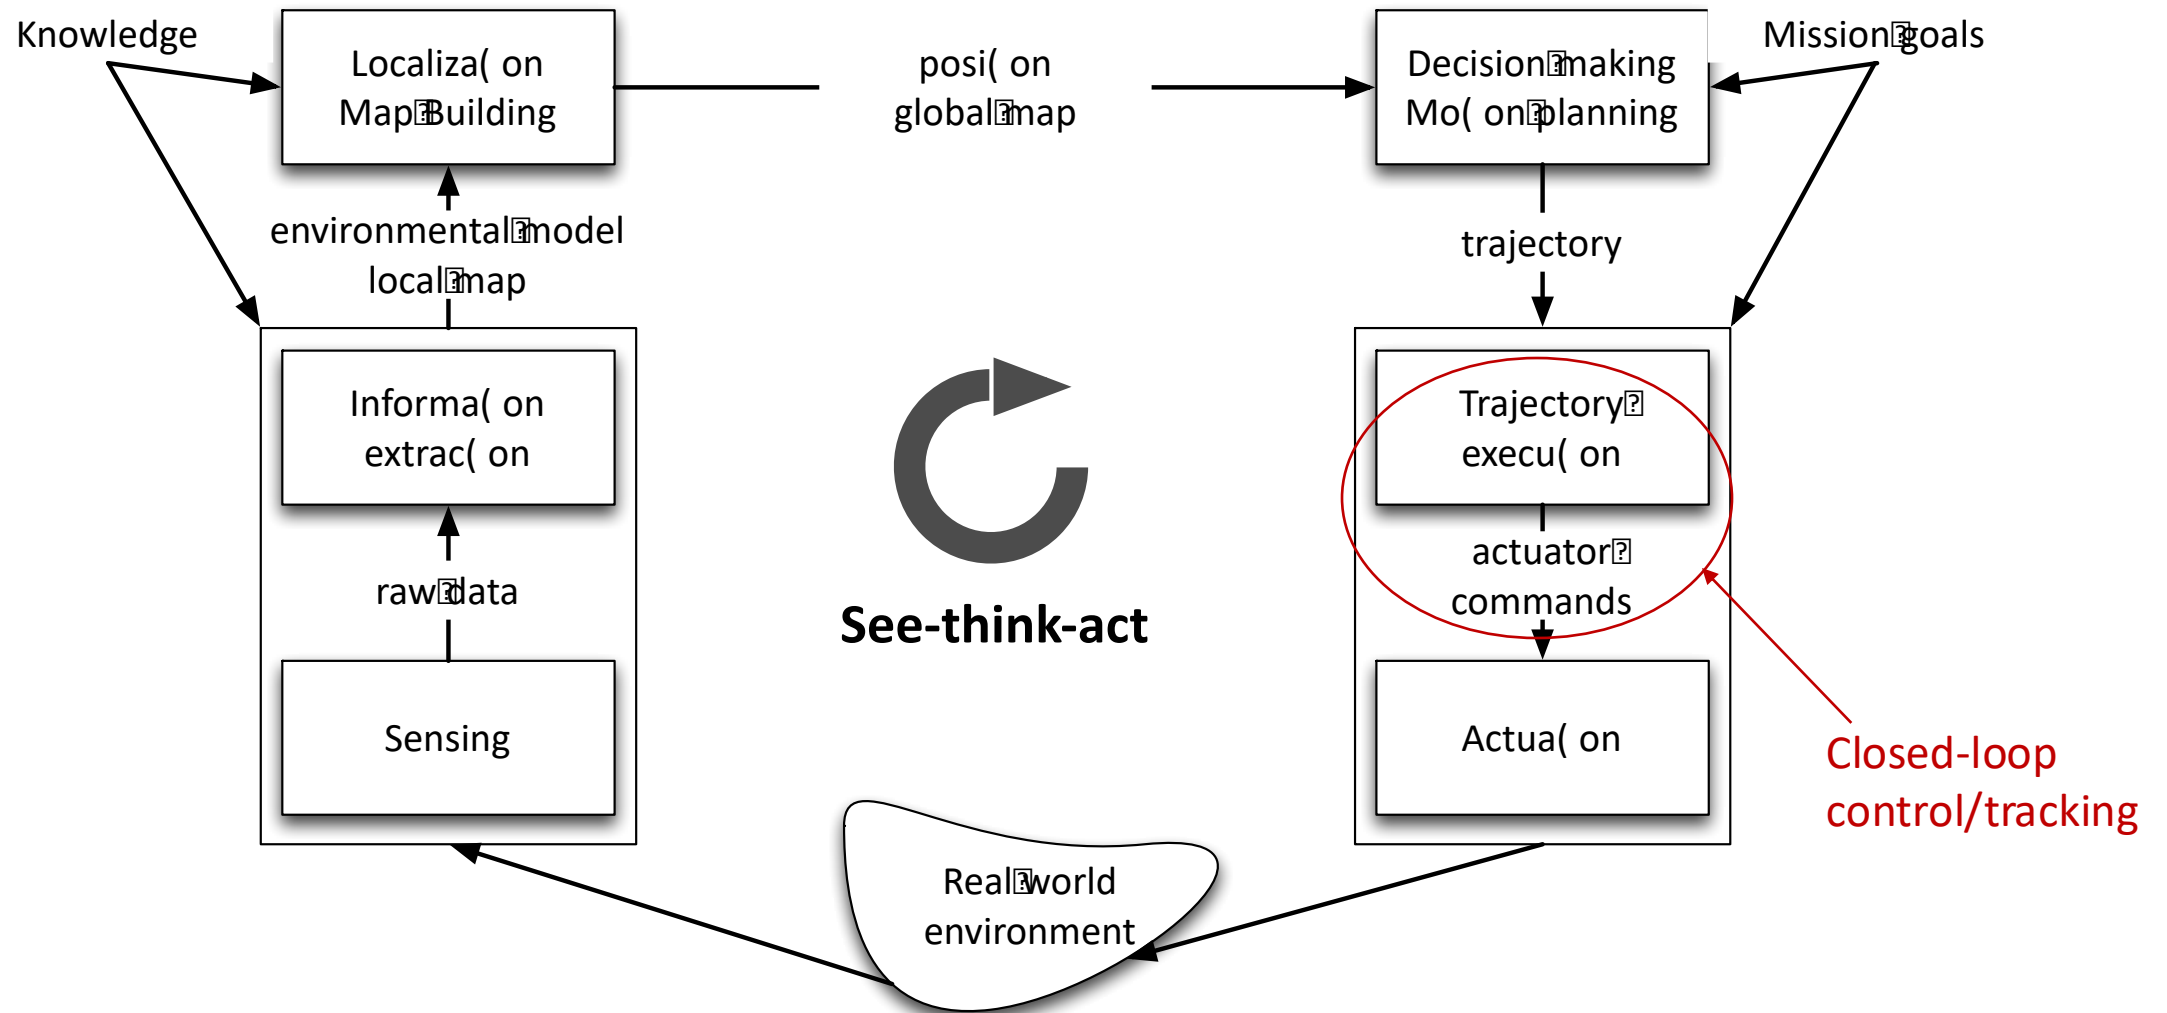 Knowledge
Localiza( on
Map⍰Building
posi( on
global⍰map
Decision⍰making
Mo( on⍰planning
Mission⍰goals
environmental⍰model
local⍰map
trajectory
Informa( on
extrac( on
Trajectory⍰
execu( on
raw⍰data
actuator⍰
commands
See-think-act
Sensing
Actua( on
Closed-loop
control/tracking
Real⍰world
environment